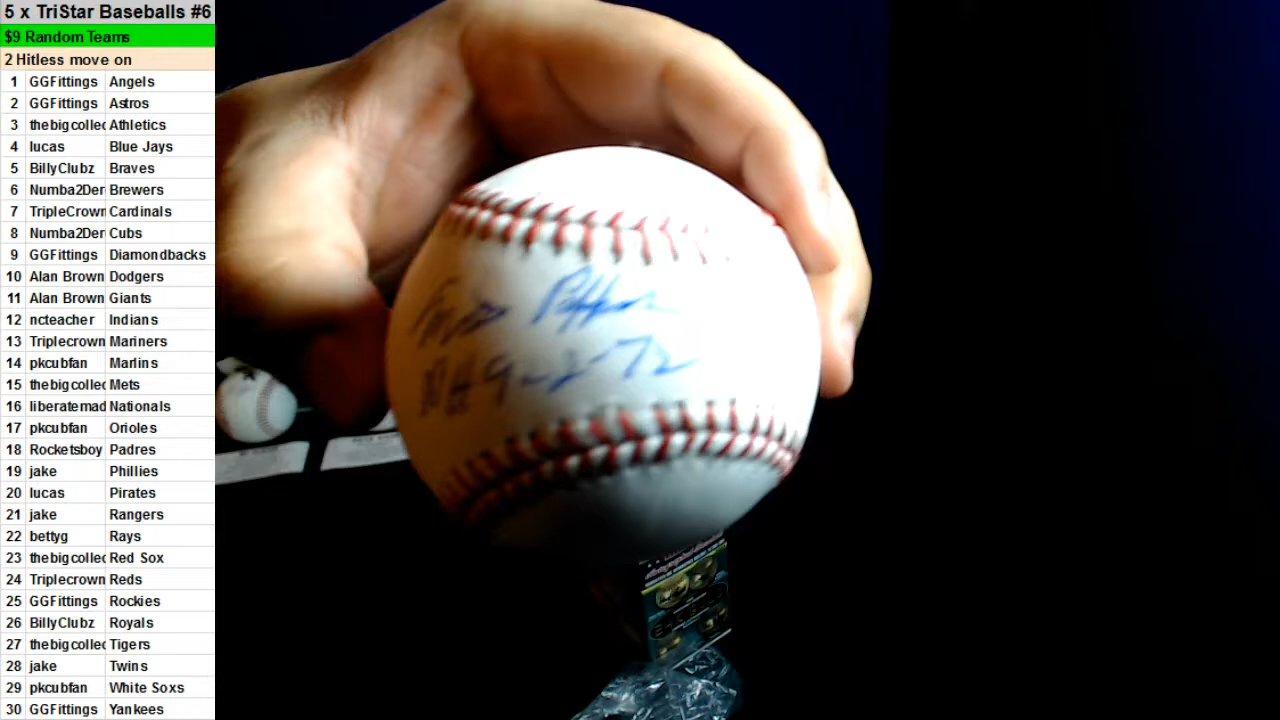 5 x TriStar Baseballs #6
$9 Random Teams
2 Hitless move on
1 GGFittings Angels
2 GGFittings Astros
3 thebigcollec Athletics
4 lucas Blue Jays
5 BillyClubz Braves
6 Numba2Der Brewers
7 TripleCrown Cardinals
8 Numba2Der Cubs
9 GGFittings Diamondbacks
10 Alan Brown Dodgers
11 Alan Brown Giants
12 ncteacher Indians
13 Triplecrown Mariners
14 pkcubfan Marlins
15 thebigcollec Mets
16 liberatemad Nationals
17 pkcubfan Orioles
18 Rocketsboy Padres
19 jake Phillies
20 lucas Pirates
21 jake Rangers
22 bettyg Rays
23 thebigcollec Red Sox
24 Triplecrown Reds
25 GGFittings Rockies
26 BillyClubz Royals
27 thebigcollec Tigers
28 jake Twins
29 pkcubfan White Soxs
30 GGFittings Yankees
NH 9-2-72